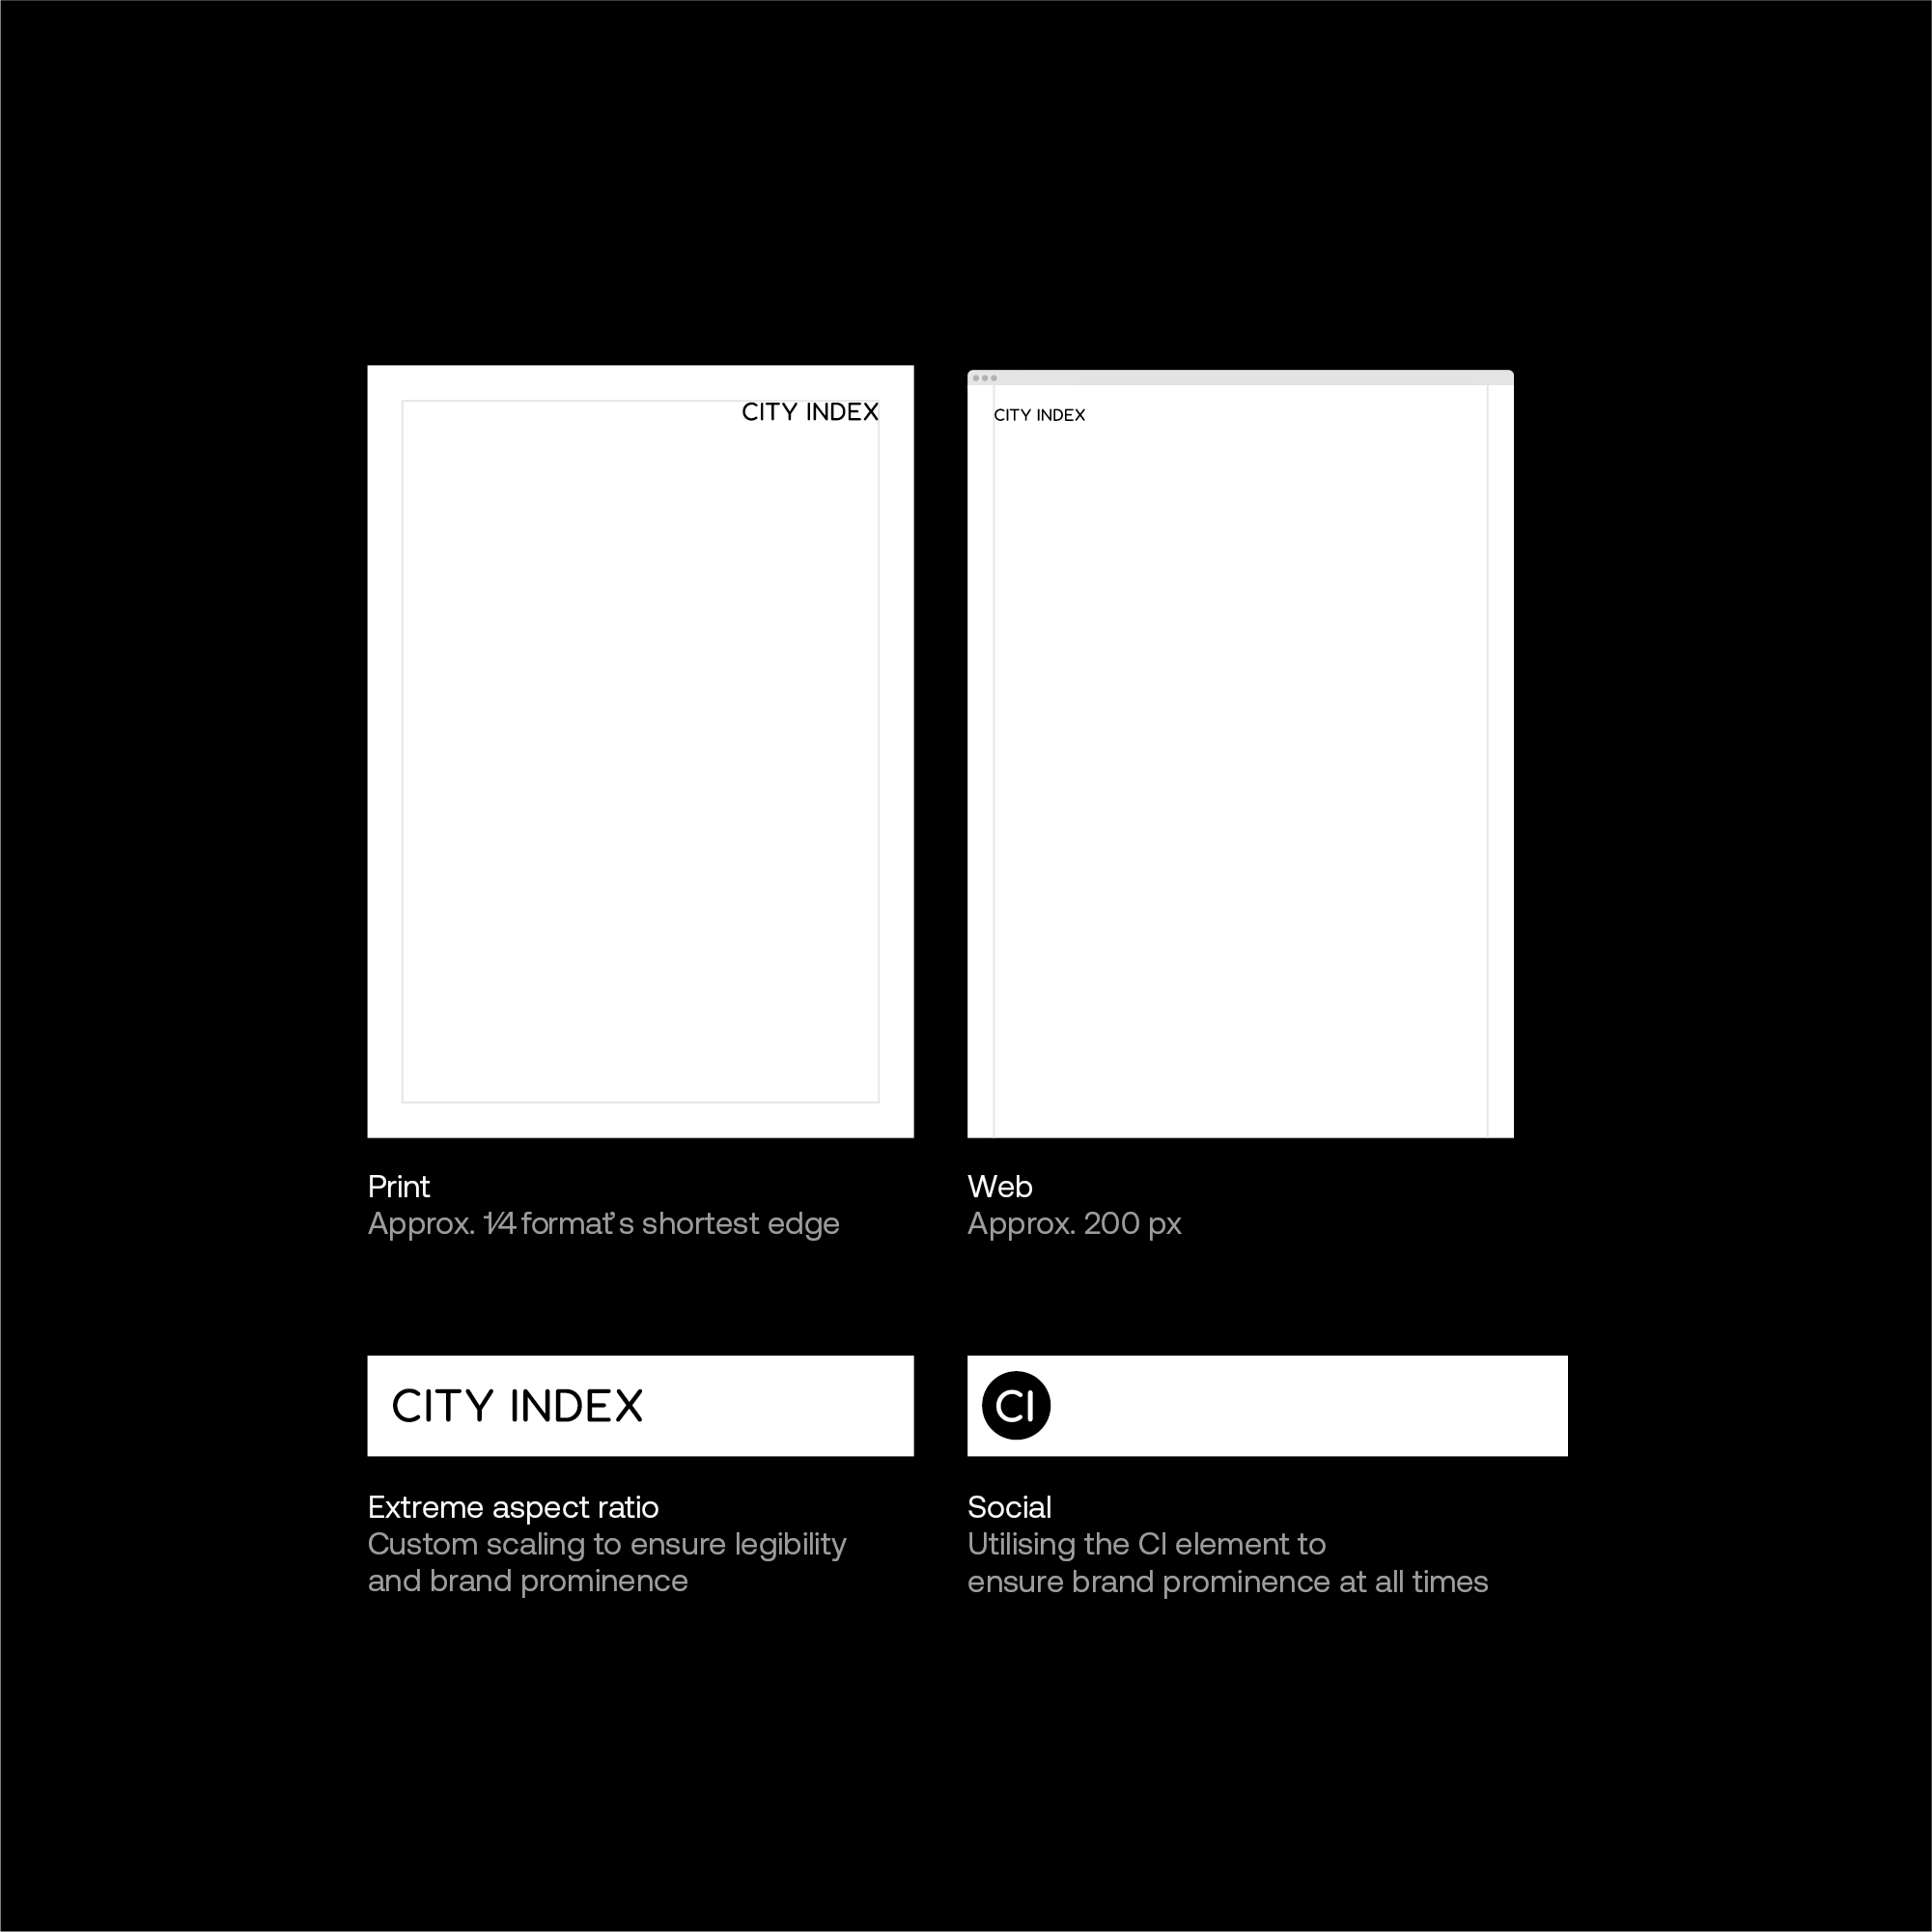 CITY INDEX
CITY INDEX
Print
Approx. 1⁄4 format’s shortest edge
Web
Approx. 200 px
CITY INDEX
CI
Extreme aspect ratio
Custom scaling to ensure legibility
and brand prominence
Social
Utilising the CI element to
ensure brand prominence at all times